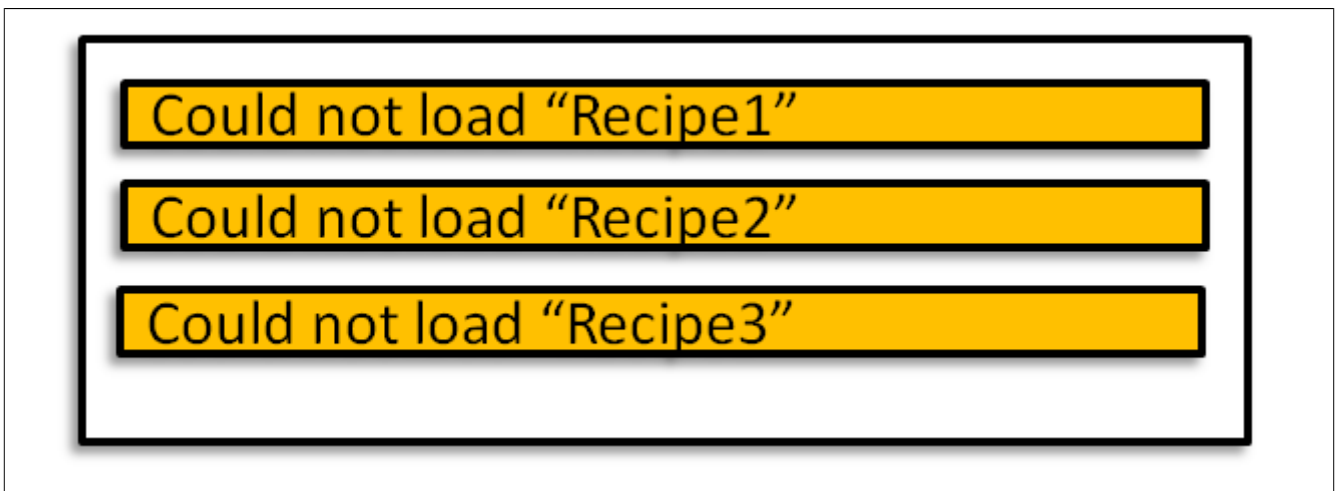 Could not load “Recipe1”
Could not load “Recipe2”
Could not load “Recipe3”